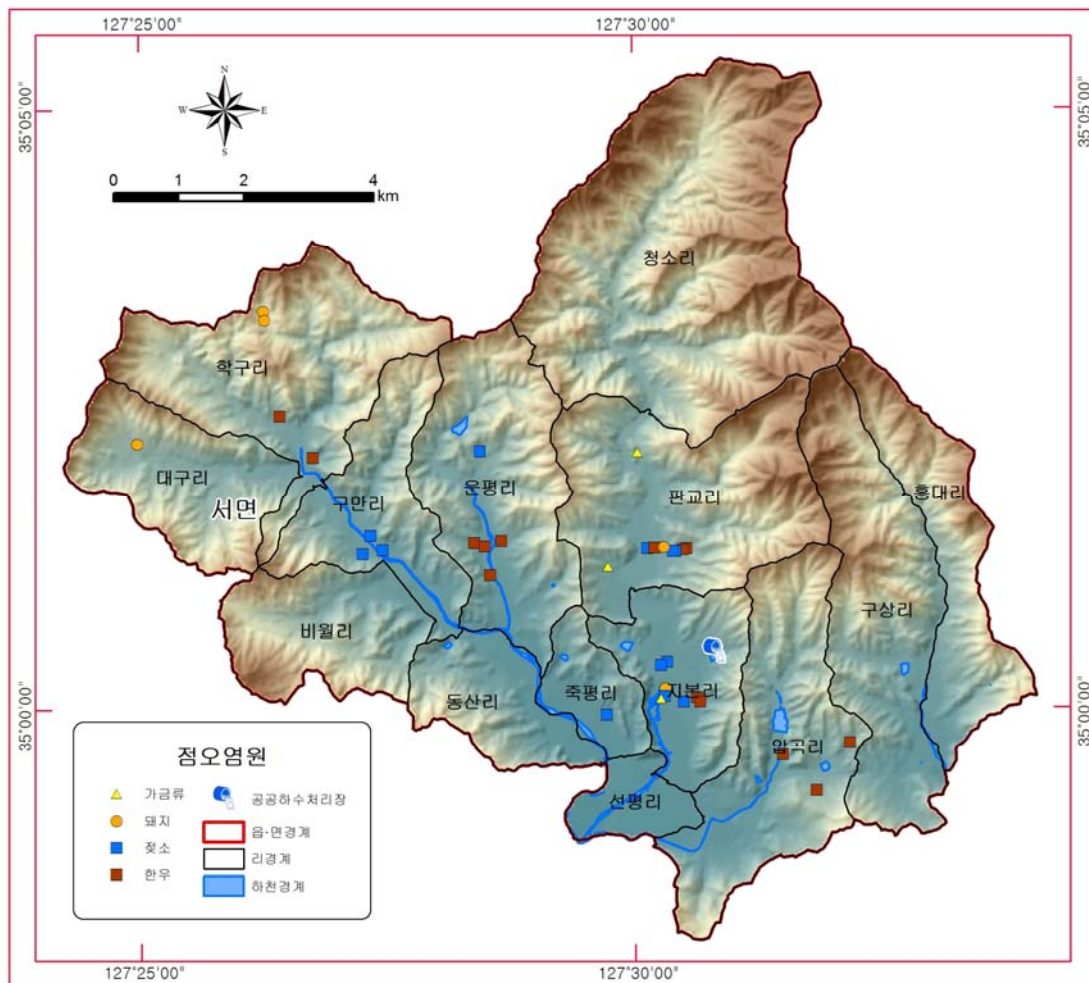 127°25'00"
127°30'00"
35°05'00"
35°05'00"
N
W
E
S
0
1
2
4
km
청소리
학구리
대구리
서면
구만리
운평리
판교리
흥대리
구상리
비월리
동산리
죽평리
지본리
압곡리
선평리
35°00'00"
35°00'00"
점오염원
가금류
돼지
젖소
한우
공공하수처리장
읍·면경계
리경계
하천경계
127°25'00"
127°30'00"